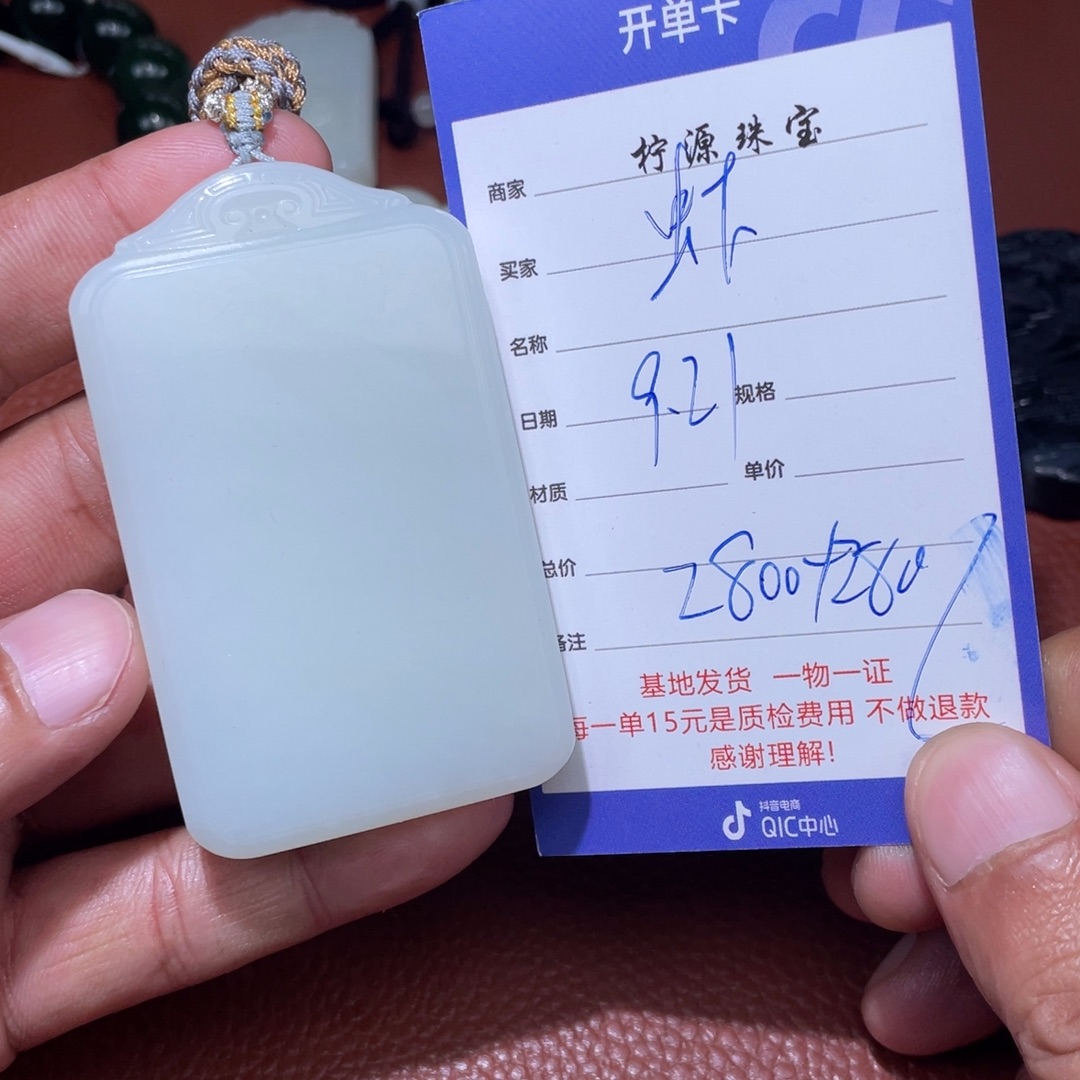 开单卡
商家 柠源珠宝
买家 虾
名称
日期 9.21 规格
材质 单价
总价 2800+280
备注
基地发货 一物一证
每一单15元是质检费用 不做退款
感谢理解!
抖音电商
QIC中心